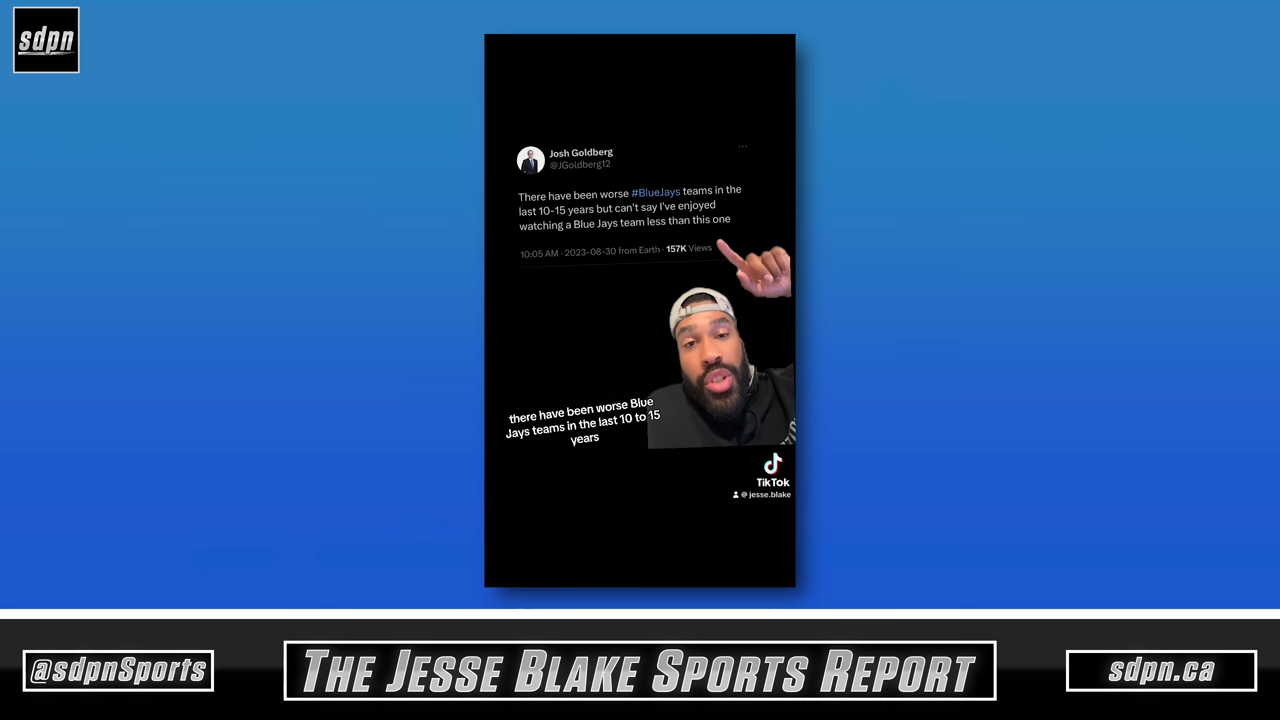 sdpn
Josh Goldberg
@JGoldberg12
There have been worse #BlueJays teams in the
last 10-15 years but can't say I've enjoyed
watching a Blue Jays team less than this one
10:05 AM · 2023-08-30 from Earth · 157K Views
there have been worse Blue
Jays teams in the last 10 to 15
years
TikTok
@jesse.blake
@sdpnSports
THE JESSE BLAKE SPORTS REPORT
sdpn.ca